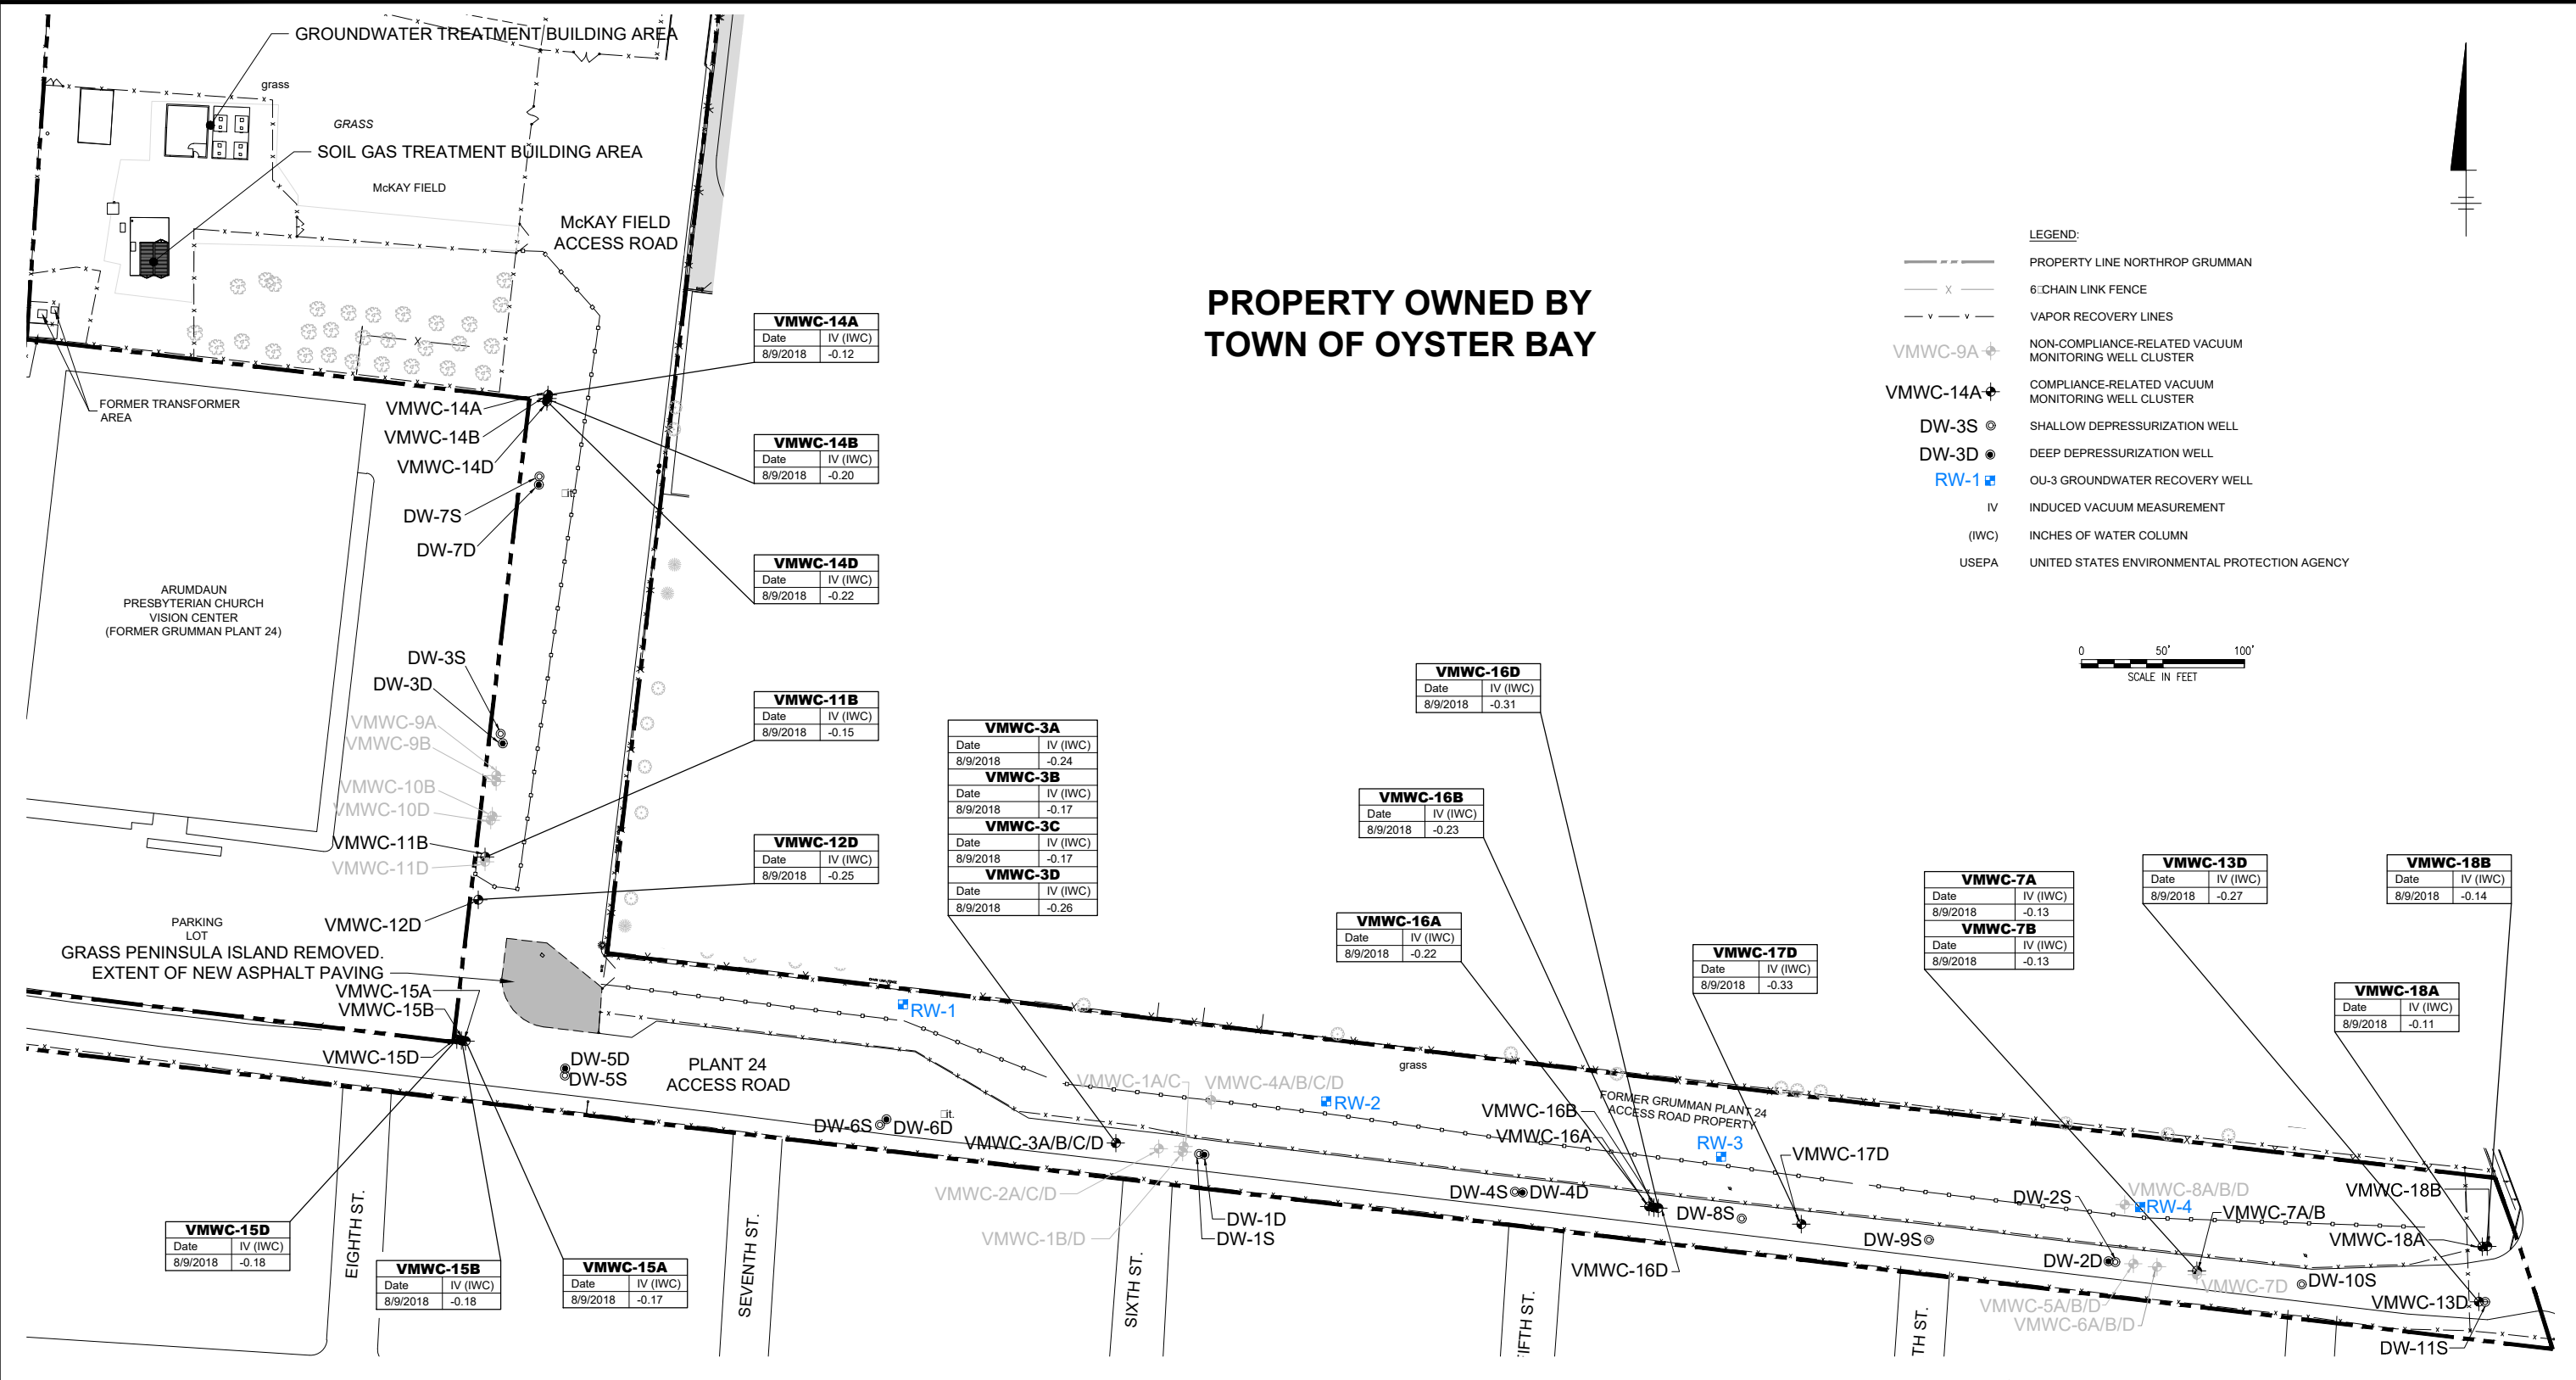 GROUNDWATER TREATMENT BUILDING AREA
grass
GRASS
SOIL GAS TREATMENT BUILDING AREA
McKAY FIELD
McKAY FIELD
ACCESS ROAD
PROPERTY OWNED BY
TOWN OF OYSTER BAY
LEGEND:
PROPERTY LINE NORTHROP GRUMMAN
X 6□CHAIN LINK FENCE
V V VAPOR RECOVERY LINES
VMWC-9A NON-COMPLIANCE-RELATED VACUUM
MONITORING WELL CLUSTER
VMWC-14A COMPLIANCE-RELATED VACUUM
MONITORING WELL CLUSTER
DW-3S SHALLOW DEPRESSURIZATION WELL
DW-3D DEEP DEPRESSURIZATION WELL
RW-1 OU-3 GROUNDWATER RECOVERY WELL
IV INDUCED VACUUM MEASUREMENT
(IWC) INCHES OF WATER COLUMN
USEPA UNITED STATES ENVIRONMENTAL PROTECTION AGENCY
0 50' 100'
SCALE IN FEET
FORMER TRANSFORMER
AREA
VMWC-14A
VMWC-14B
VMWC-14D
DW-7S
DW-7D
□it.
VMWC-14A
Date IV (IWC)
8/9/2018 -0.12
VMWC-14B
Date IV (IWC)
8/9/2018 -0.20
VMWC-14D
Date IV (IWC)
8/9/2018 -0.22
ARUMDAUN
PRESBYTERIAN CHURCH
VISION CENTER
(FORMER GRUMMAN PLANT 24)
DW-3S
DW-3D
VMWC-9A
VMWC-9B
VMWC-10B
VMWC-10D
VMWC-11B
VMWC-11D
VMWC-12D
VMWC-11B
Date IV (IWC)
8/9/2018 -0.15
VMWC-12D
Date IV (IWC)
8/9/2018 -0.25
VMWC-3A
Date IV (IWC)
8/9/2018 -0.24
VMWC-3B
Date IV (IWC)
8/9/2018 -0.17
VMWC-3C
Date IV (IWC)
8/9/2018 -0.17
VMWC-3D
Date IV (IWC)
8/9/2018 -0.26
VMWC-16D
Date IV (IWC)
8/9/2018 -0.31
VMWC-16B
Date IV (IWC)
8/9/2018 -0.23
VMWC-16A
Date IV (IWC)
8/9/2018 -0.22
VMWC-17D
Date IV (IWC)
8/9/2018 -0.33
VMWC-7A
Date IV (IWC)
8/9/2018 -0.13
VMWC-7B
Date IV (IWC)
8/9/2018 -0.13
VMWC-13D
Date IV (IWC)
8/9/2018 -0.27
VMWC-18B
Date IV (IWC)
8/9/2018 -0.14
VMWC-18A
Date IV (IWC)
8/9/2018 -0.11
PARKING
LOT
GRASS PENINSULA ISLAND REMOVED.
EXTENT OF NEW ASPHALT PAVING
VMWC-15A
VMWC-15B
VMWC-15D
RW-1
DW-5D
DW-5S
PLANT 24
ACCESS ROAD
□it.
DW-6S
DW-6D
VMWC-3A/B/C/D
VMWC-1A/C
VMWC-4A/B/C/D
RW-2
grass
VMWC-2A/C/D
VMWC-1B/D
DW-1D
DW-1S
FORMER GRUMMAN PLANT 24
ACCESS ROAD PROPERTY
VMWC-16B
VMWC-16A
RW-3
VMWC-17D
DW-4S
DW-4D
DW-8S
DW-9S
VMWC-16D
DW-2S
VMWC-8A/B/D
RW-4
VMWC-7A/B
DW-2D
VMWC-7D
VMWC-5A/B/D
VMWC-6A/B/D
VMWC-18B
VMWC-18A
DW-10S
VMWC-13D
DW-11S
VMWC-15D
Date IV (IWC)
8/9/2018 -0.18
VMWC-15B
Date IV (IWC)
8/9/2018 -0.18
VMWC-15A
Date IV (IWC)
8/9/2018 -0.17
EIGHTH ST.
SEVENTH ST.
SIXTH ST.
IFTH ST.
TH ST.